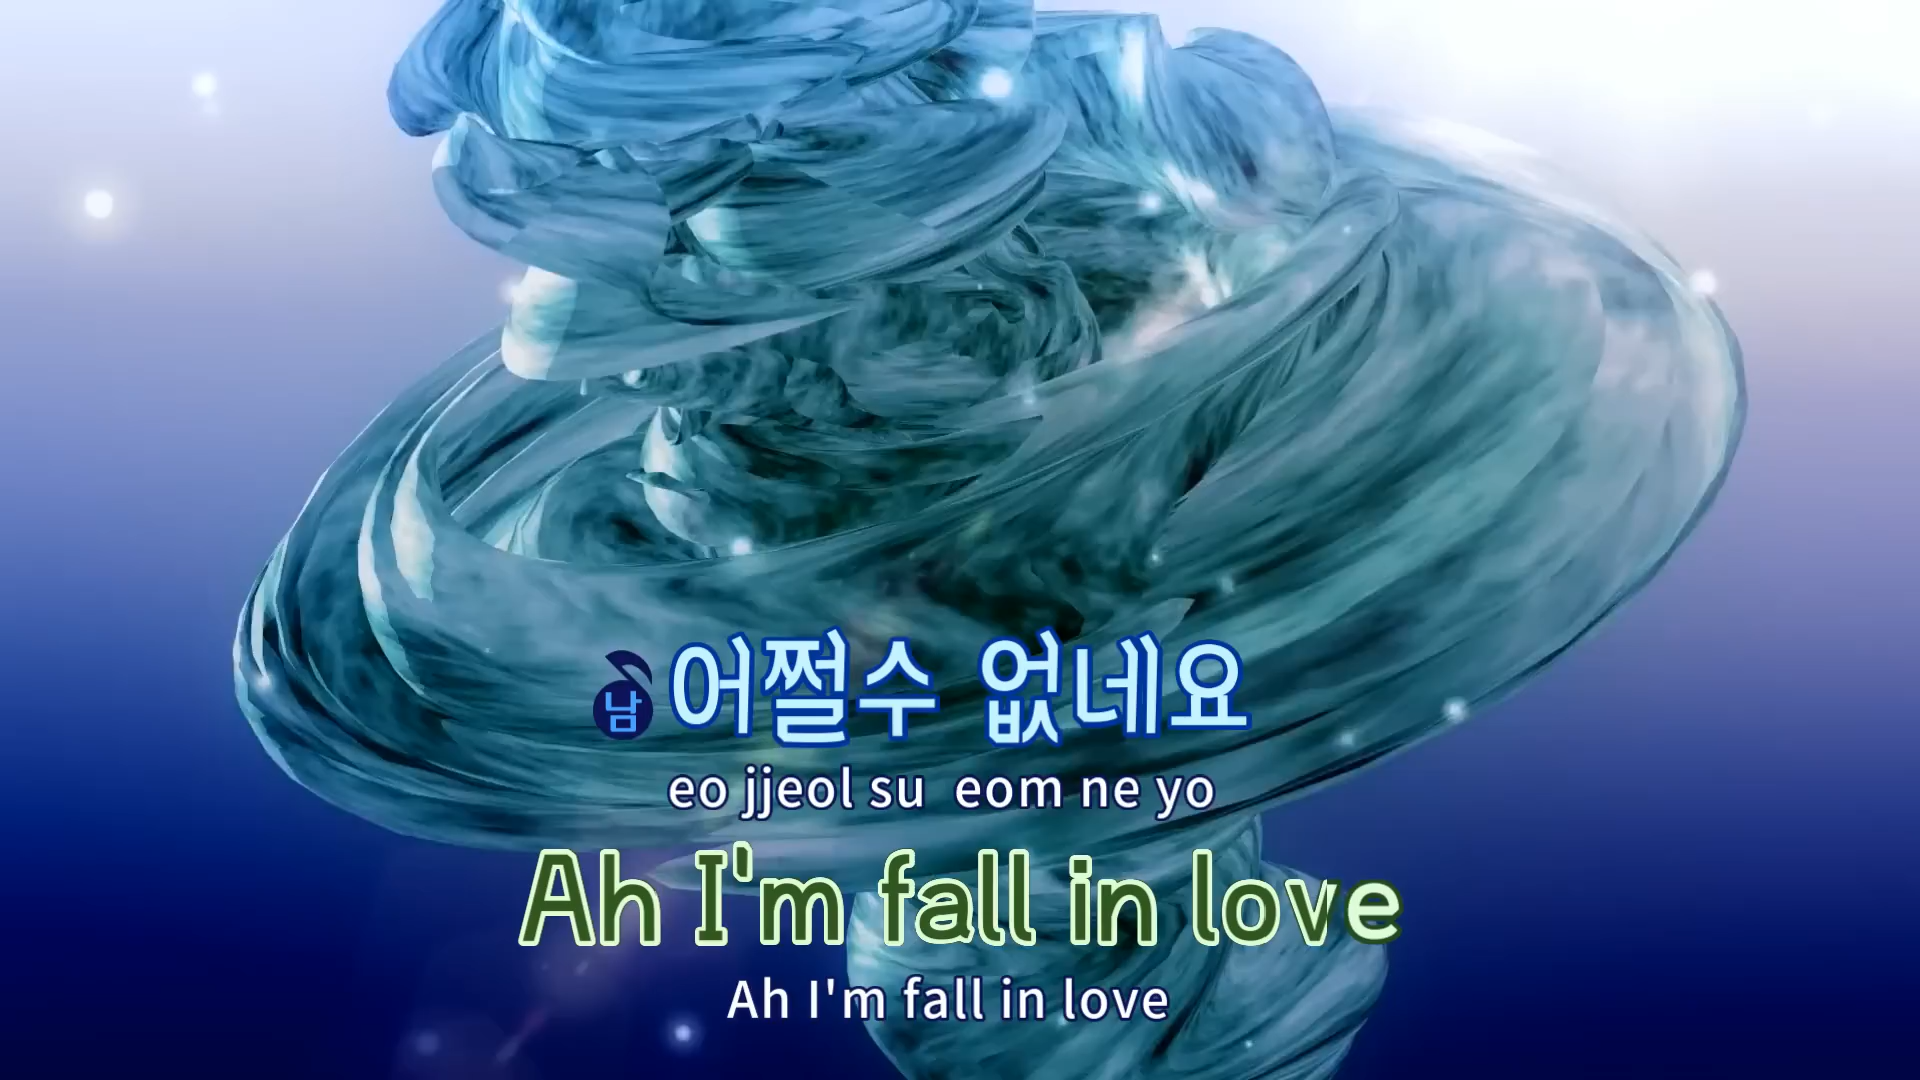 남 어쩔수 없네요
eo jjeol su eom ne yo
Ah I'm fall in love
Ah I'm fall in love